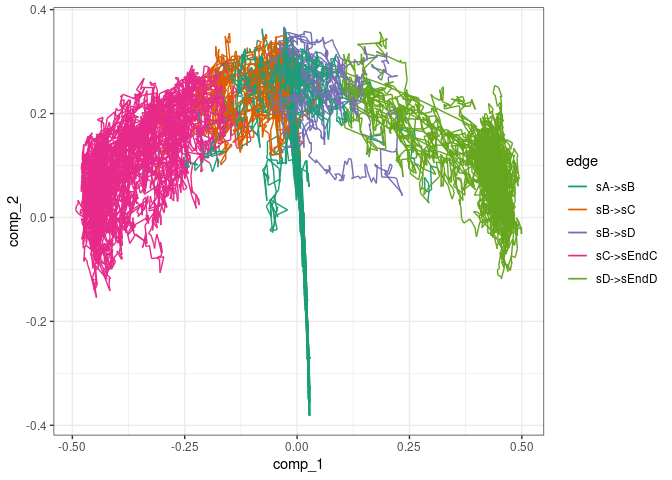 0.4
0.2
0.0
-0.2
-0.4
comp_2
-0.50
-0.25
0.00
0.25
0.50
comp_1
edge
sA->sB
sB->sC
sB->sD
sC->sEndC
sD->sEndD